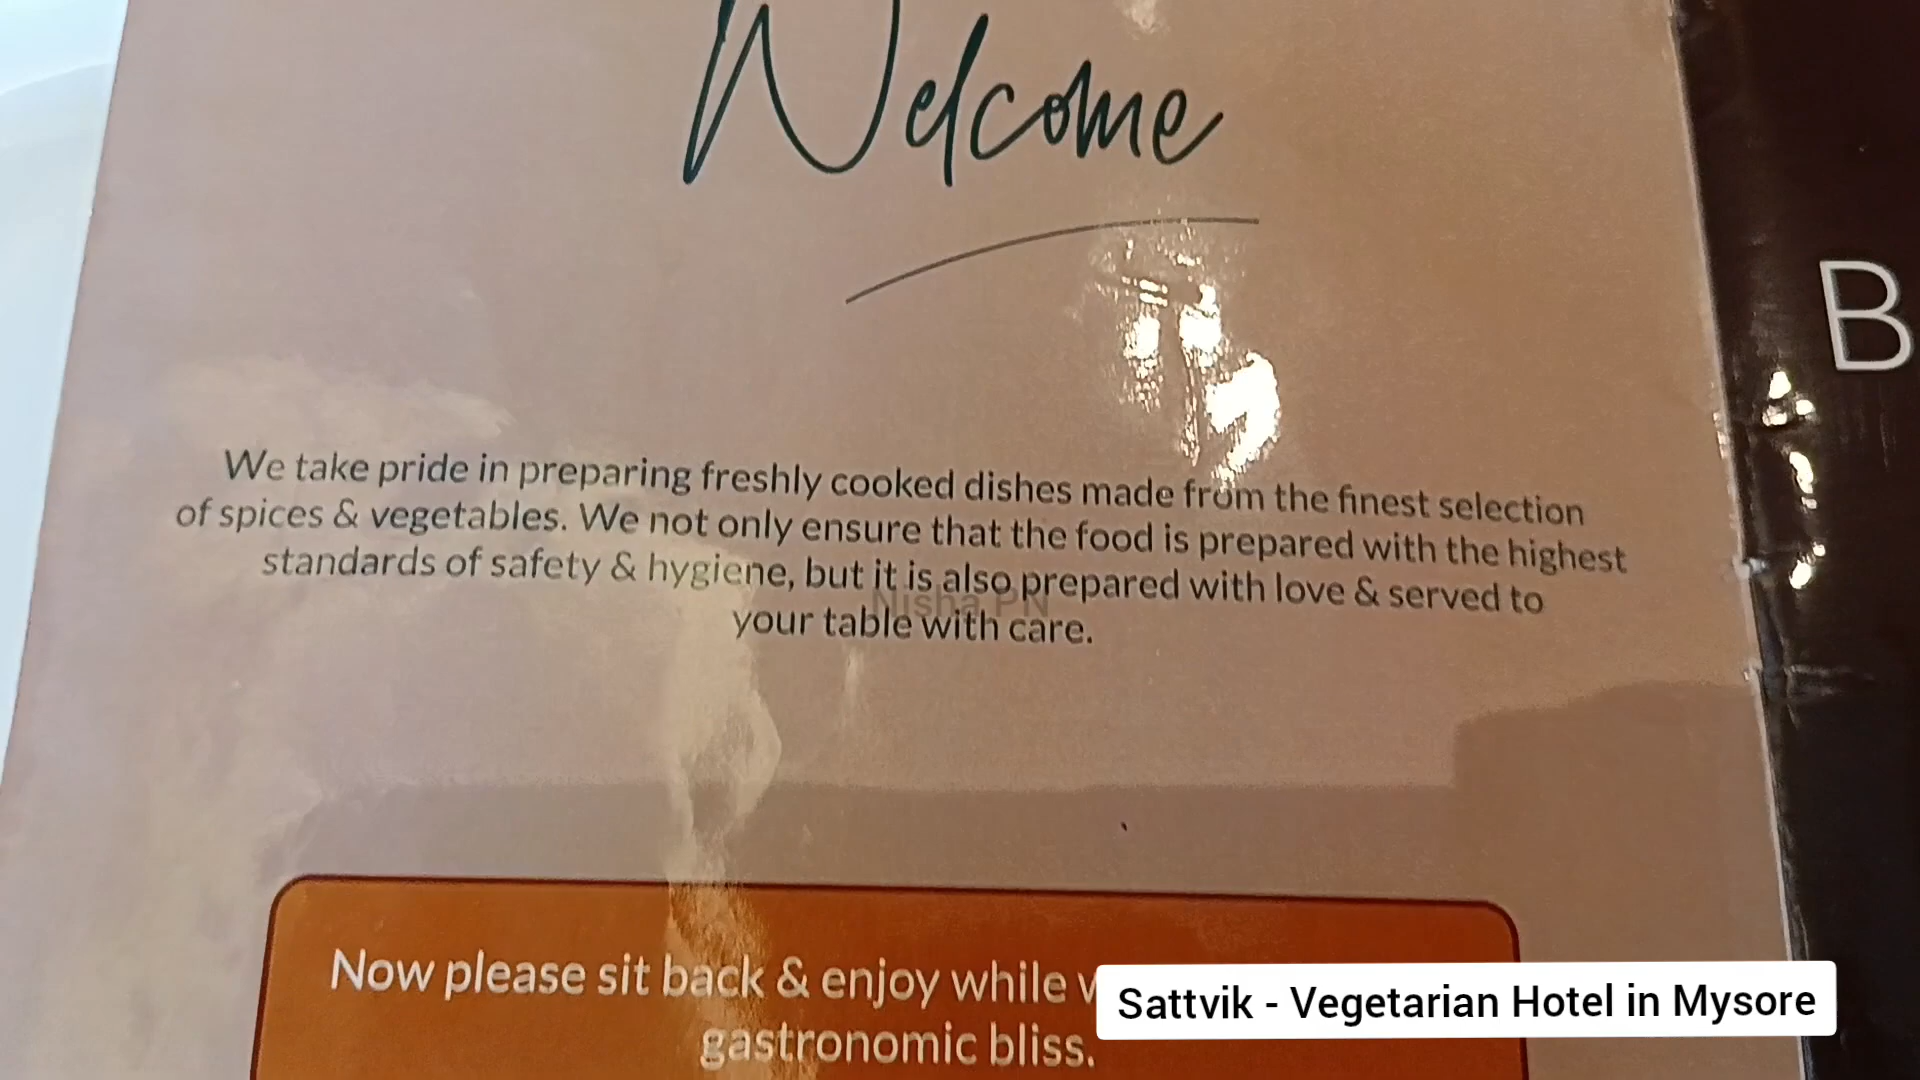 Welcome
B
We take pride in preparing freshly cooked dishes made from the finest selection
of spices & vegetables. We not only ensure that the food is prepared with the highest
standards of safety & hygiene, but it is also prepared with love & served to
Nisha PN
your table with care.
Now please sit back & enjoy while
Sattvik - Vegetarian Hotel in Mysore
gastronomic bliss.